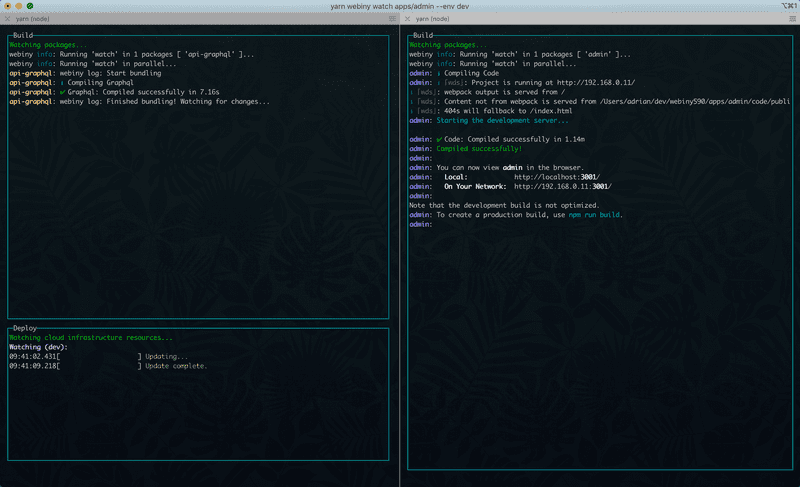 yarn webiny watch apps/admin --env dev
⌥⌘1
yarn (node)
Build
Watching packages...
webiny info: Running 'watch' in 1 packages [ 'api-graphql' ]...
webiny info: Running 'watch' in parallel...
api-graphql: webiny log: Start bundling
api-graphql: ℹ Compiling Graphql
api-graphql: ✔ Graphql: Compiled successfully in 7.16s
api-graphql: webiny log: Finished bundling! Watching for changes...
Deploy
Watching cloud infrastructure resources...
Watching (dev):
09:41:02.431[                    ] Updating...
09:41:09.218[                    ] Update complete.
yarn (node)
Build
Watching packages...
webiny info: Running 'watch' in 1 packages [ 'admin' ]...
webiny info: Running 'watch' in parallel...
admin: ℹ Compiling Code
admin: ℹ ｢wds｣: Project is running at http://192.168.0.11/
ℹ ｢wds｣: webpack output is served from /
ℹ ｢wds｣: Content not from webpack is served from /Users/adrian/dev/webiny590/apps/admin/code/publi
ℹ ｢wds｣: 404s will fallback to /index.html
admin: Starting the development server...
admin: ✔ Code: Compiled successfully in 1.14m
admin: Compiled successfully!
admin:
admin: You can now view admin in the browser.
admin:   Local:            http://localhost:3001/
admin:   On Your Network:  http://192.168.0.11:3001/
admin:
Note that the development build is not optimized.
admin: To create a production build, use npm run build.
admin: